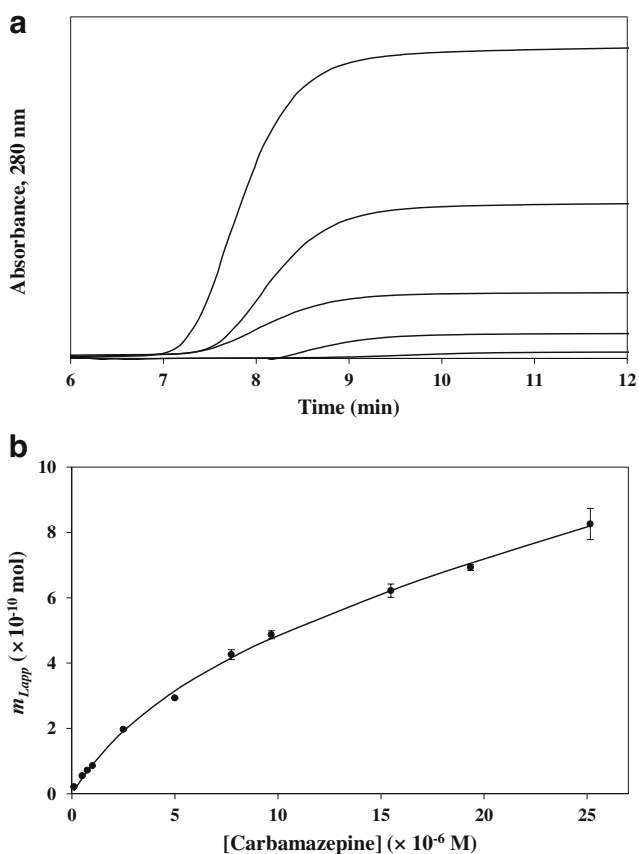 a
Absorbance, 280 nm
6 7 8 9 10 11 12
Time (min)
b
10
8
6
4
2
0
m_Lapp (× 10⁻¹⁰ mol)
0 5 10 15 20 25
[Carbamazepine] (× 10⁻⁶ M)